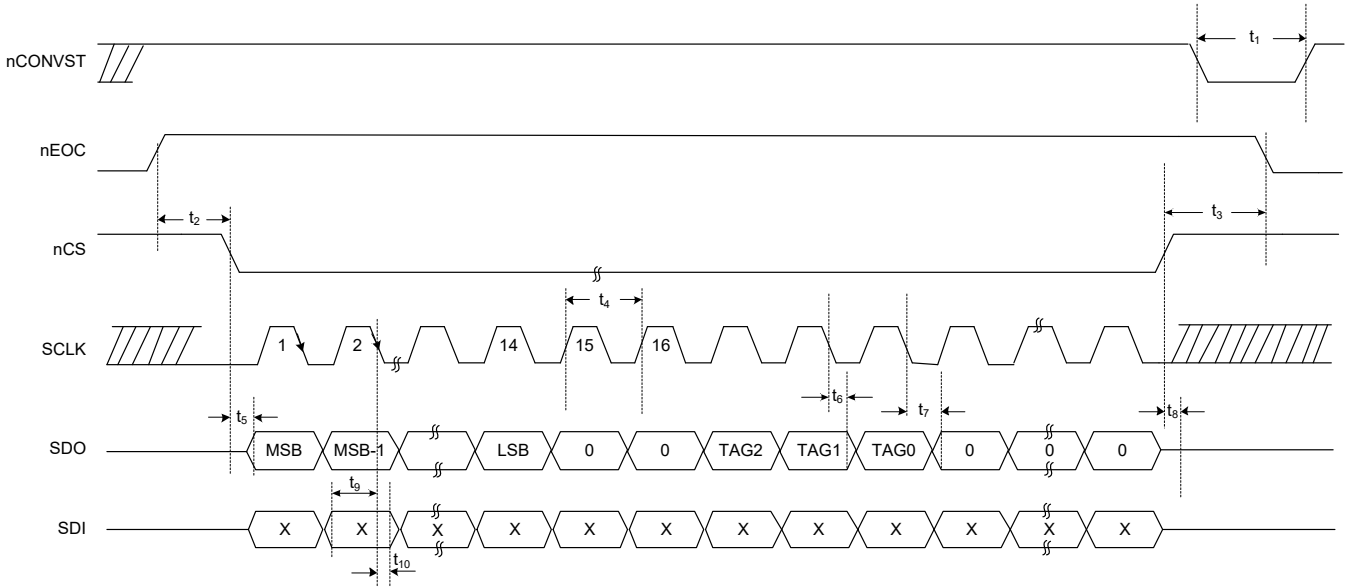 t1
nCONVST
nEOC
t2
t3
nCS
t4
SCLK 1 2 14 15 16
t5 t6 t7 t8
SDO MSB MSB-1 LSB 0 0 TAG2 TAG1 TAG0 0 0 0
t9
SDI X X X X X X X X X X X X
t10